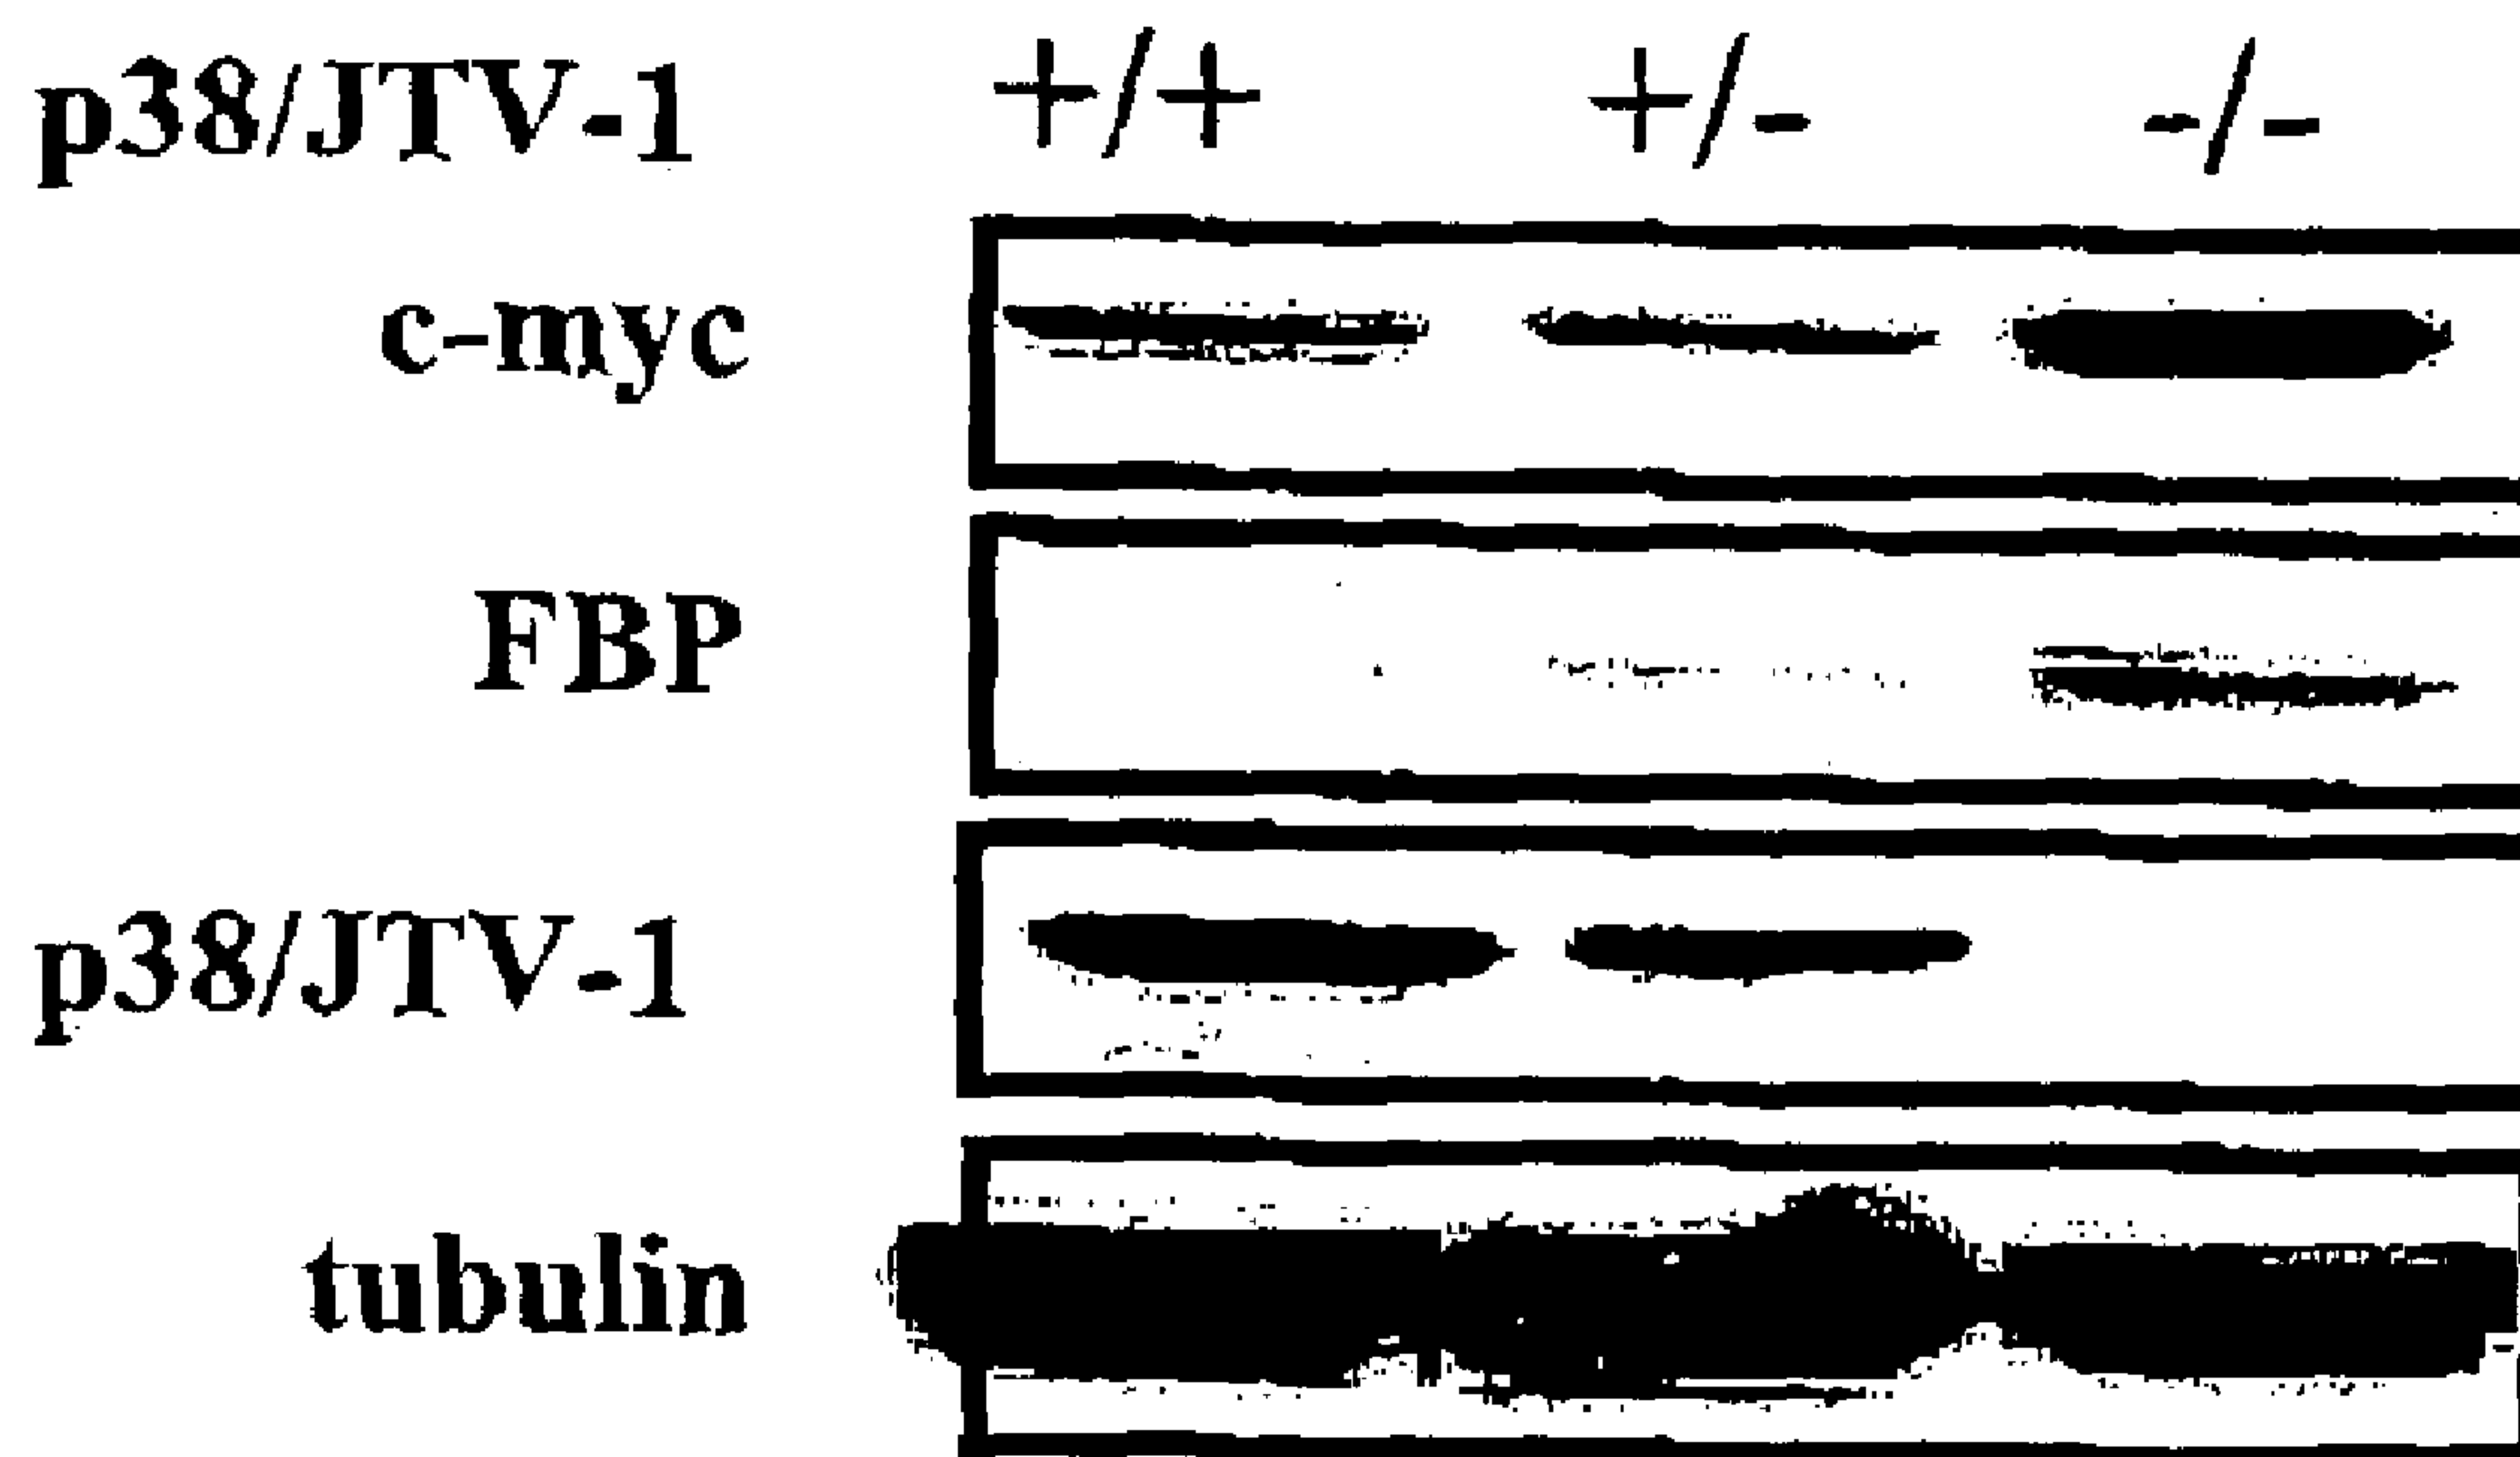 p38/JTV-1 +/+ +/- -/-
c-myc
FBP
p38/JTV-1
tubulin